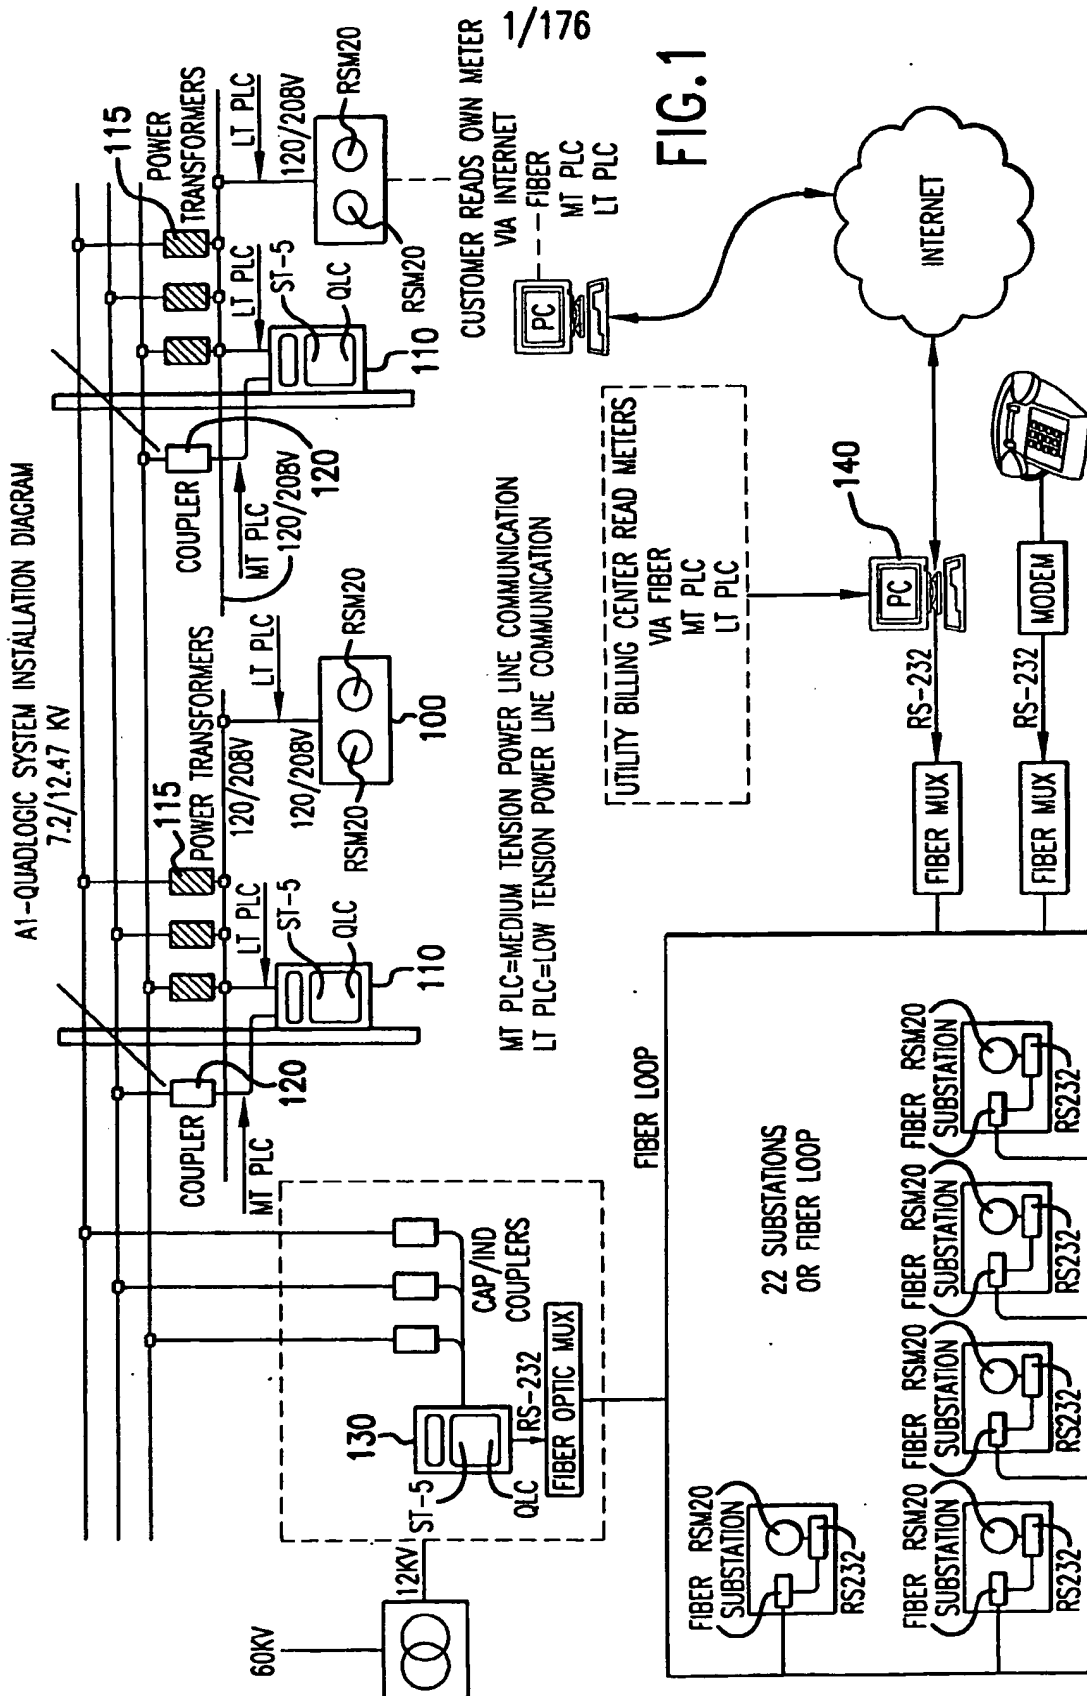 1/176
A1-QUADLOGIC SYSTEM INSTALLATION DIAGRAM
7.2/12.47 KV
60KV
12KV
ST-5
130
QLC
RS-232
FIBER OPTIC MUX
CAP/IND
COUPLERS
COUPLER
120
MT PLC
115
POWER TRANSFORMERS
120/208V
LT PLC
ST-5
QLC
110
LT PLC
120/208V
RSM20
RSM20
100
COUPLER
120
MT PLC
120/208V
115
POWER
TRANSFORMERS
LT PLC
ST-5
QLC
110
LT PLC
120/208V
RSM20
RSM20
MT PLC=MEDIUM TENSION POWER LINE COMMUNICATION
LT PLC=LOW TENSION POWER LINE COMMUNICATION
CUSTOMER READS OWN METER
VIA INTERNET
FIBER
MT PLC
LT PLC
PC
UTILITY BILLING CENTER READ METERS
VIA FIBER
MT PLC
LT PLC
140
PC
INTERNET
RS-232
FIBER MUX
MODEM
RS-232
FIBER MUX
FIBER LOOP
22 SUBSTATIONS
OR FIBER LOOP
FIBER RSM20
SUBSTATION
RS232
FIBER RSM20
SUBSTATION
RS232
FIBER RSM20
SUBSTATION
RS232
FIBER RSM20
SUBSTATION
RS232
FIBER RSM20
SUBSTATION
RS232
FIG.1